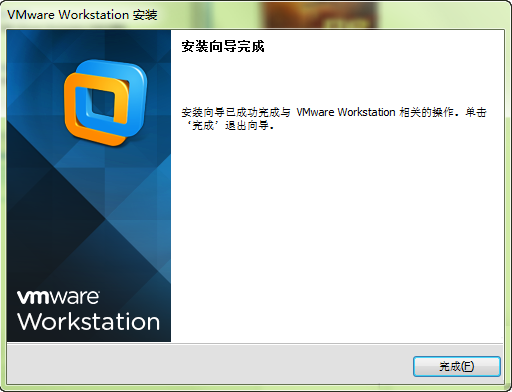 VMware Workstation 安装
安装向导完成
安装向导已成功完成与 VMware Workstation 相关的操作。单击
‘完成’退出向导。
vmware
Workstation
完成(F)